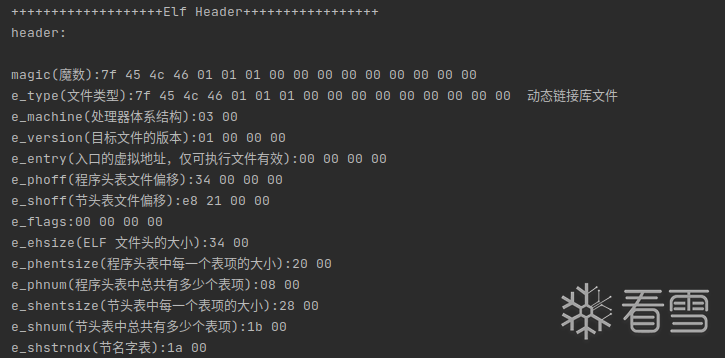 +++++++++++++++++++Elf Header+++++++++++++++++
header:
magic(魔数):7f 45 4c 46 01 01 01 00 00 00 00 00 00 00 00 00
e_type(文件类型):7f 45 4c 46 01 01 01 00 00 00 00 00 00 00 00 00  动态链接库文件
e_machine(处理器体系结构):03 00
e_version(目标文件的版本):01 00 00 00
e_entry(入口的虚拟地址，仅可执行文件有效):00 00 00 00
e_phoff(程序头表文件偏移):34 00 00 00
e_shoff(节头表文件偏移):e8 21 00 00
e_flags:00 00 00 00
e_ehsize(ELF 文件头的大小):34 00
e_phentsize(程序头表中每一个表项的大小):20 00
e_phnum(程序头表中总共有多少个表项):08 00
e_shentsize(节头表中每一个表项的大小):28 00
e_shnum(节头表中总共有多少个表项):1b 00
e_shstrndx(节名字表):1a 00
看雪